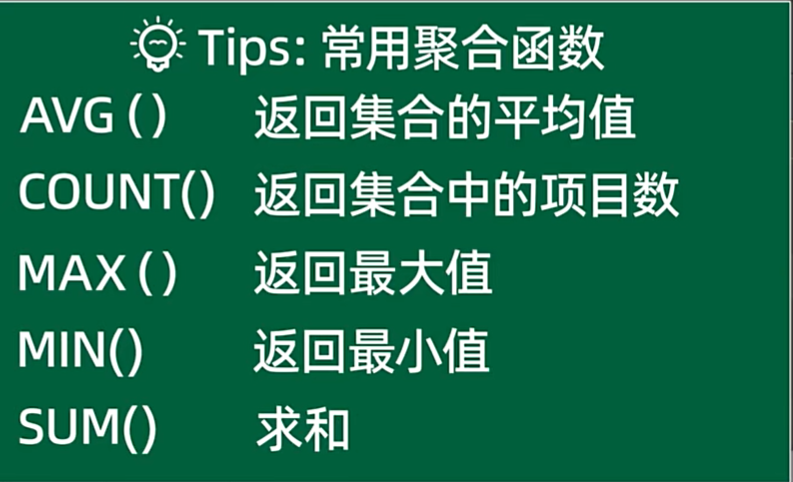 Tips: 常用聚合函数
AVG () 返回集合的平均值
COUNT() 返回集合中的项目数
MAX () 返回最大值
MIN() 返回最小值
SUM() 求和